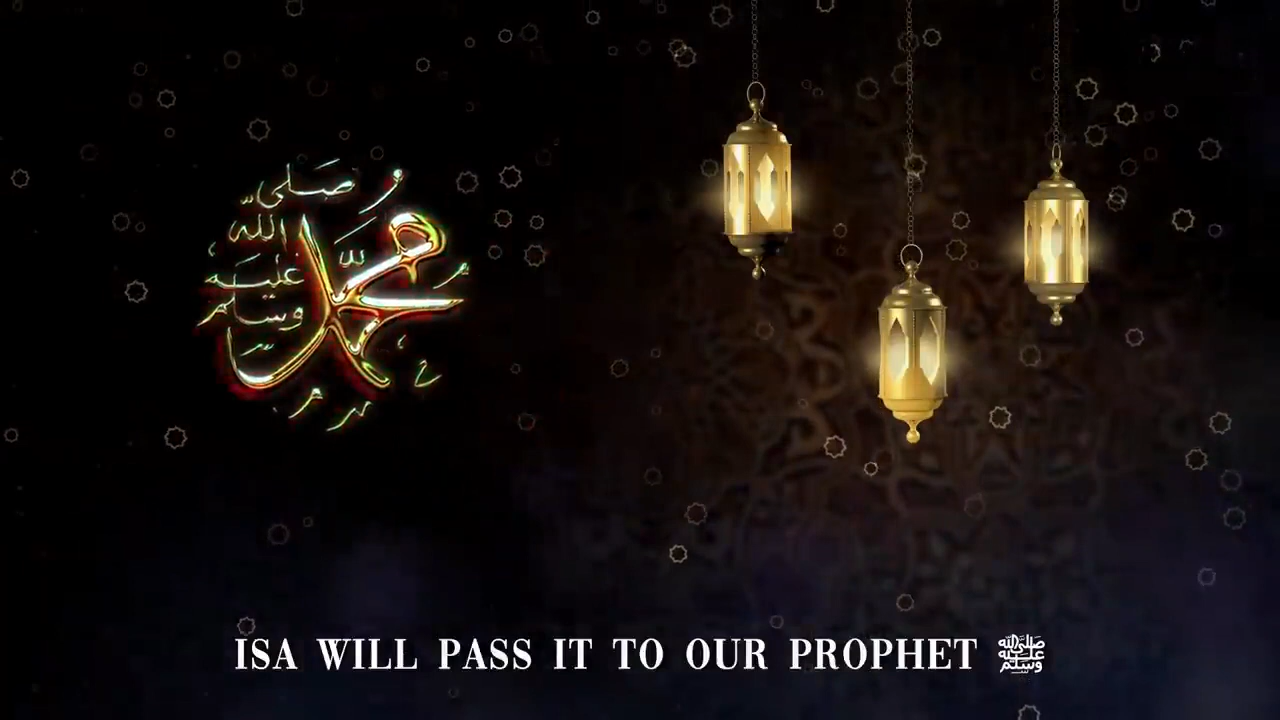 محمد
صلى
الله
عليه
وسلم
ISA WILL PASS IT TO OUR PROPHET ﷺ